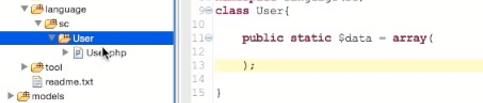 language
sc
User
User.php
tool
readme.txt
models
9
class User{
10
11 public static $data = array(
12
13 );
14
15 }